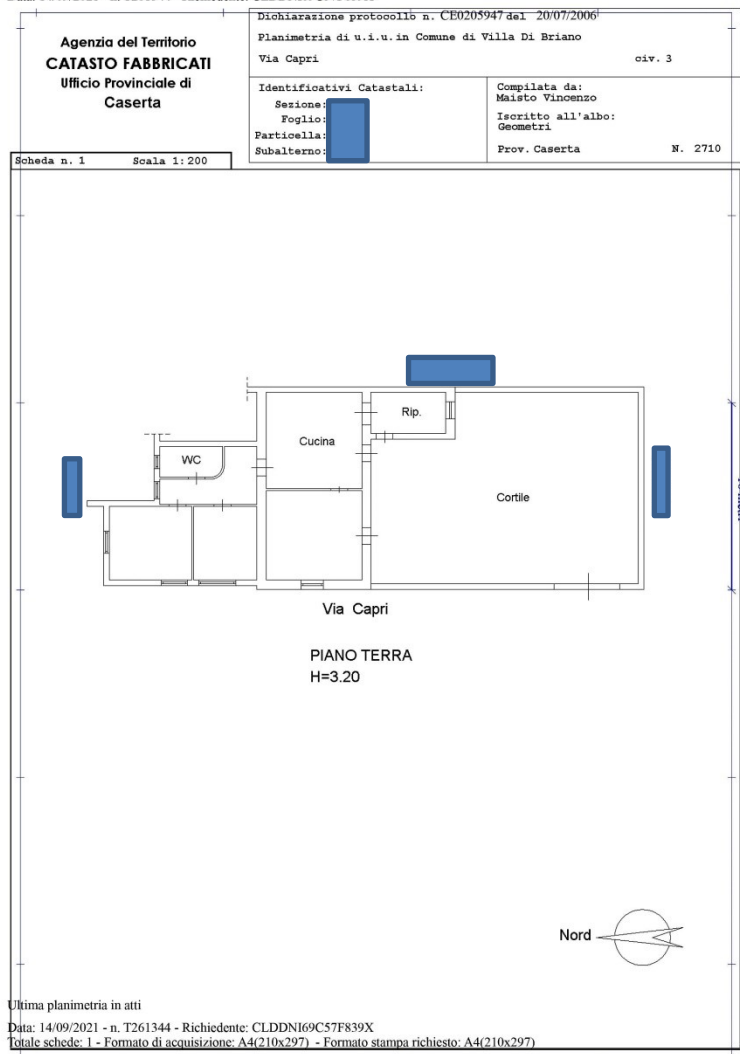 Agenzia del Territorio
CATASTO FABBRICATI
Ufficio Provinciale di
Caserta
Dichiarazione protocollo n. CE0205947 del 20/07/2006
Planimetria di u.i.u. in Comune di Villa Di Briano
Via Capri civ. 3
Identificativi Catastali:
Sezione:
Foglio:
Particella:
Subalterno:
Compilata da:
Maisto Vincenzo
Iscritto all'albo:
Geometri
Prov. Caserta N. 2710
Scheda n. 1 Scala 1:200
Rip.
Cucina
WC
Cortile
Via Capri
PIANO TERRA
H=3.20
Nord
Ultima planimetria in atti
Data: 14/09/2021 - n. T261344 - Richiedente: CLDDNI69C57F839X
Totale schede: 1 - Formato di acquisizione: A4(210x297) - Formato stampa richiesto: A4(210x297)